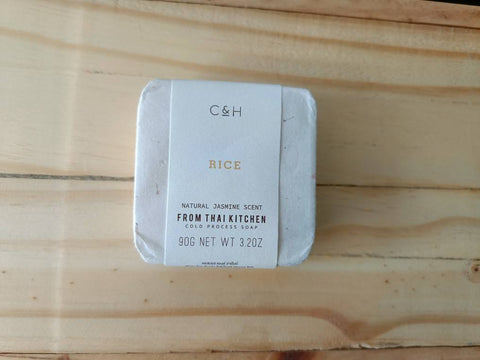 C&H
RICE
NATURAL JASMINE SCENT
FROM THAI KITCHEN
COLD PROCESS SOAP
90G NET WT 3.2OZ